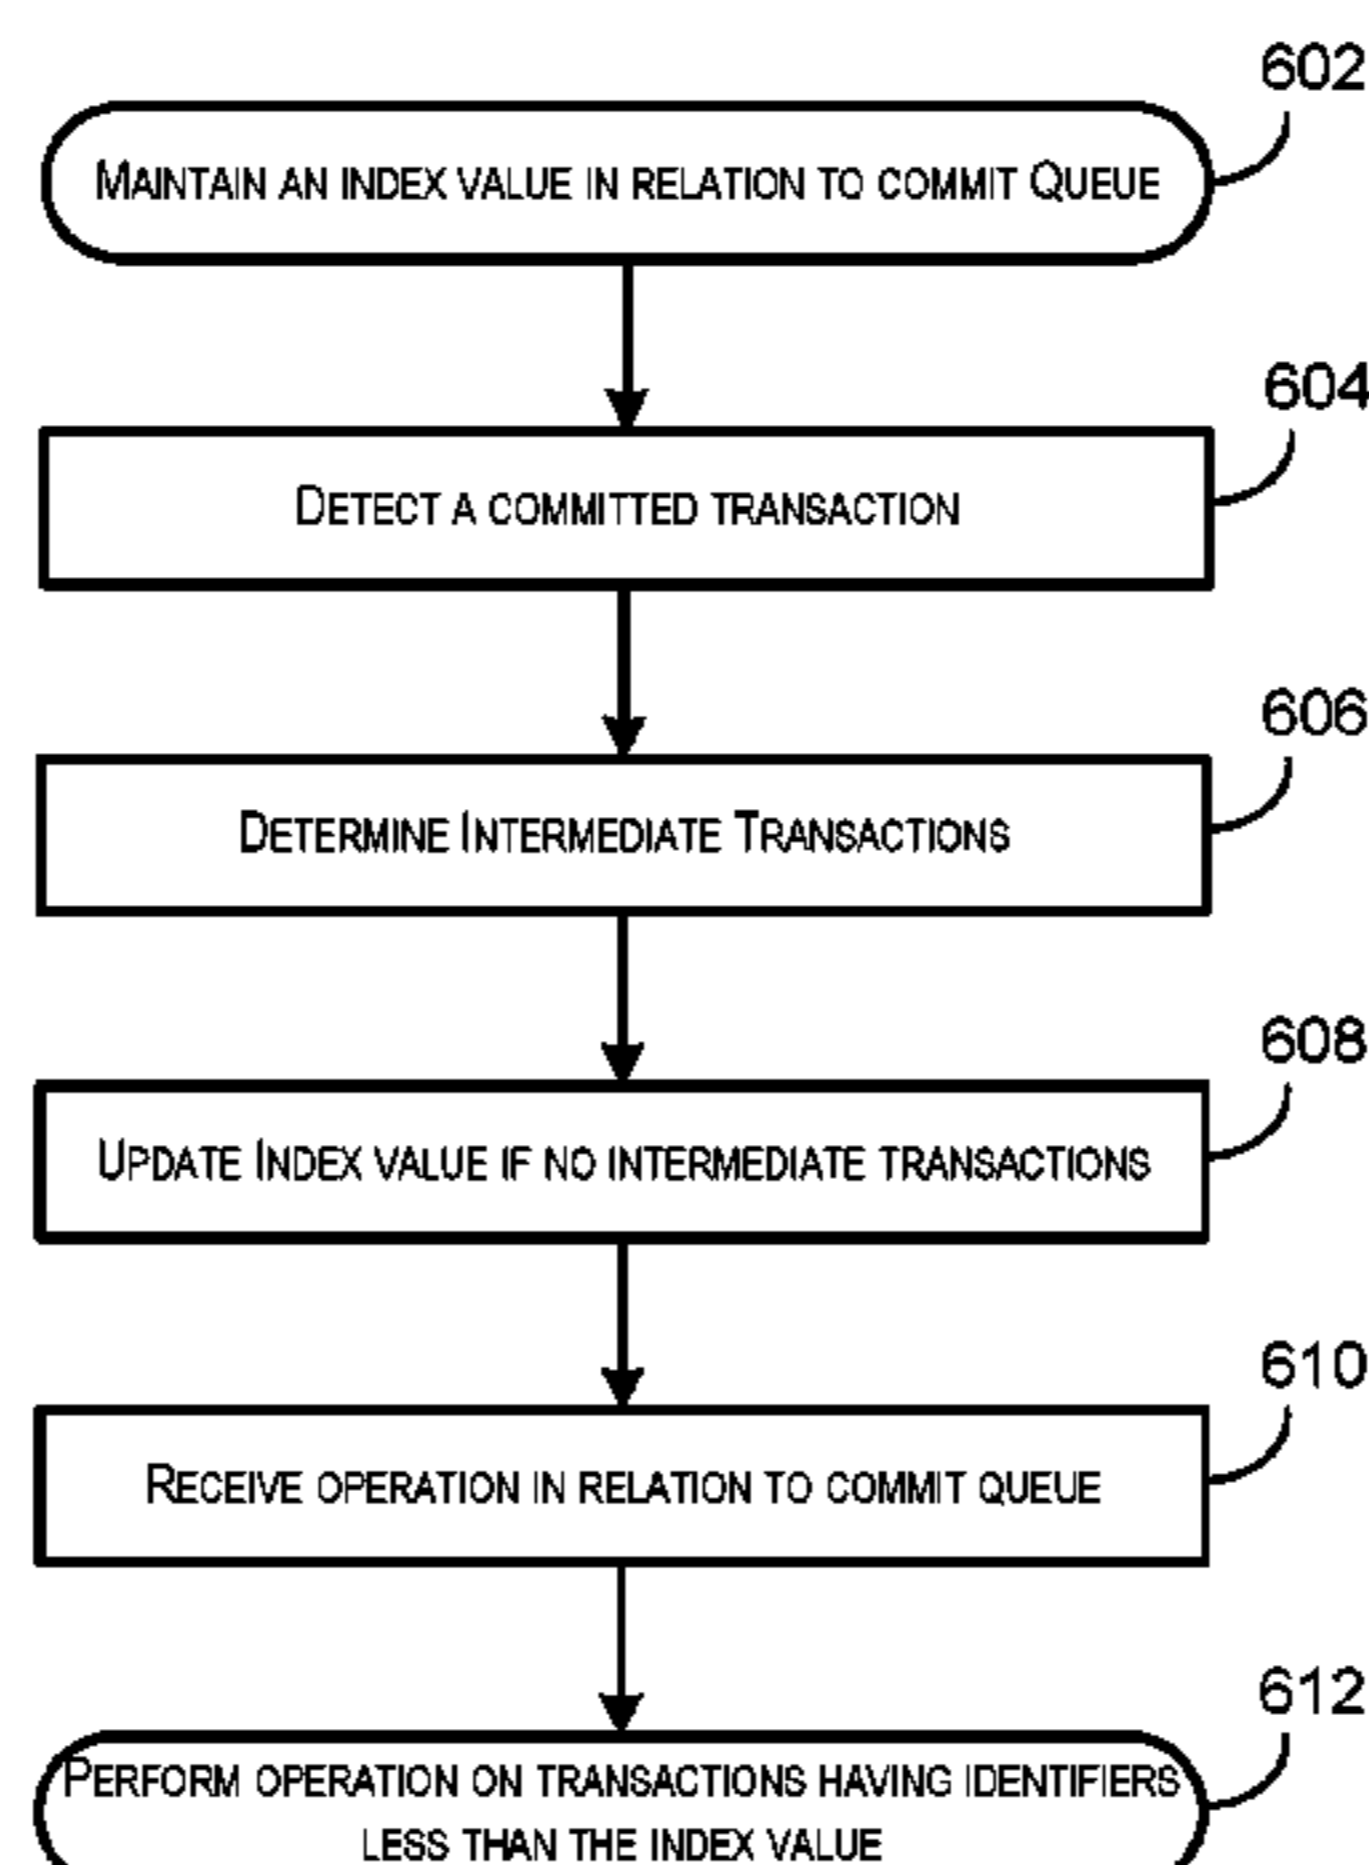 602
MAINTAIN AN INDEX VALUE IN RELATION TO COMMIT QUEUE
604
DETECT A COMMITTED TRANSACTION
606
DETERMINE INTERMEDIATE TRANSACTIONS
608
UPDATE INDEX VALUE IF NO INTERMEDIATE TRANSACTIONS
610
RECEIVE OPERATION IN RELATION TO COMMIT QUEUE
612
PERFORM OPERATION ON TRANSACTIONS HAVING IDENTIFIERS
LESS THAN THE INDEX VALUE